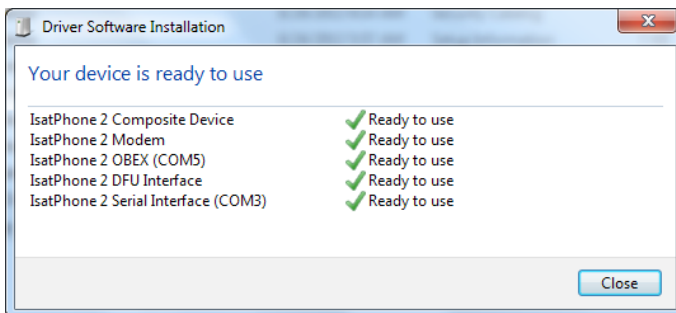 Driver Software Installation
Your device is ready to use
IsatPhone 2 Composite Device Ready to use
IsatPhone 2 Modem Ready to use
IsatPhone 2 OBEX (COM5) Ready to use
IsatPhone 2 DFU Interface Ready to use
IsatPhone 2 Serial Interface (COM3) Ready to use
Close